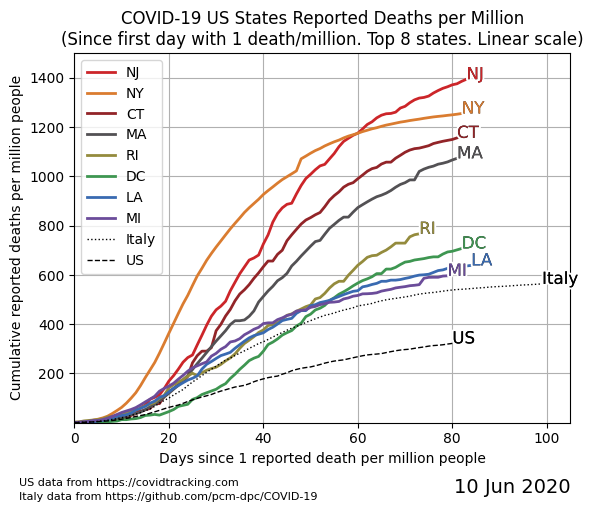 COVID-19 US States Reported Deaths per Million
(Since first day with 1 death/million. Top 8 states. Linear scale)
Cumulative reported deaths per million people
1400
1200
1000
800
600
400
200
NJ
NY
CT
MA
RI
DC
LA
MI
Italy
US
NJ
NY
CT
MA
RI
DC
LA
MI
Italy
US
0 20 40 60 80 100
Days since 1 reported death per million people
US data from https://covidtracking.com
Italy data from https://github.com/pcm-dpc/COVID-19
10 Jun 2020